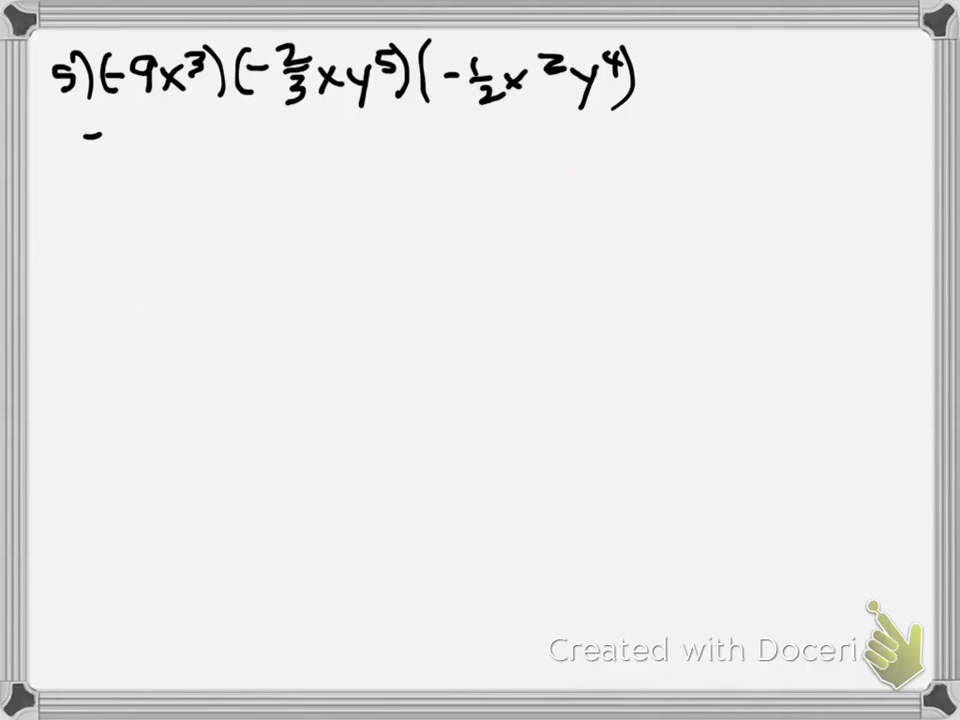 5) (-9x³)(-2/3xy⁵)(-1/2x²y⁴)
-
Created with Doceri